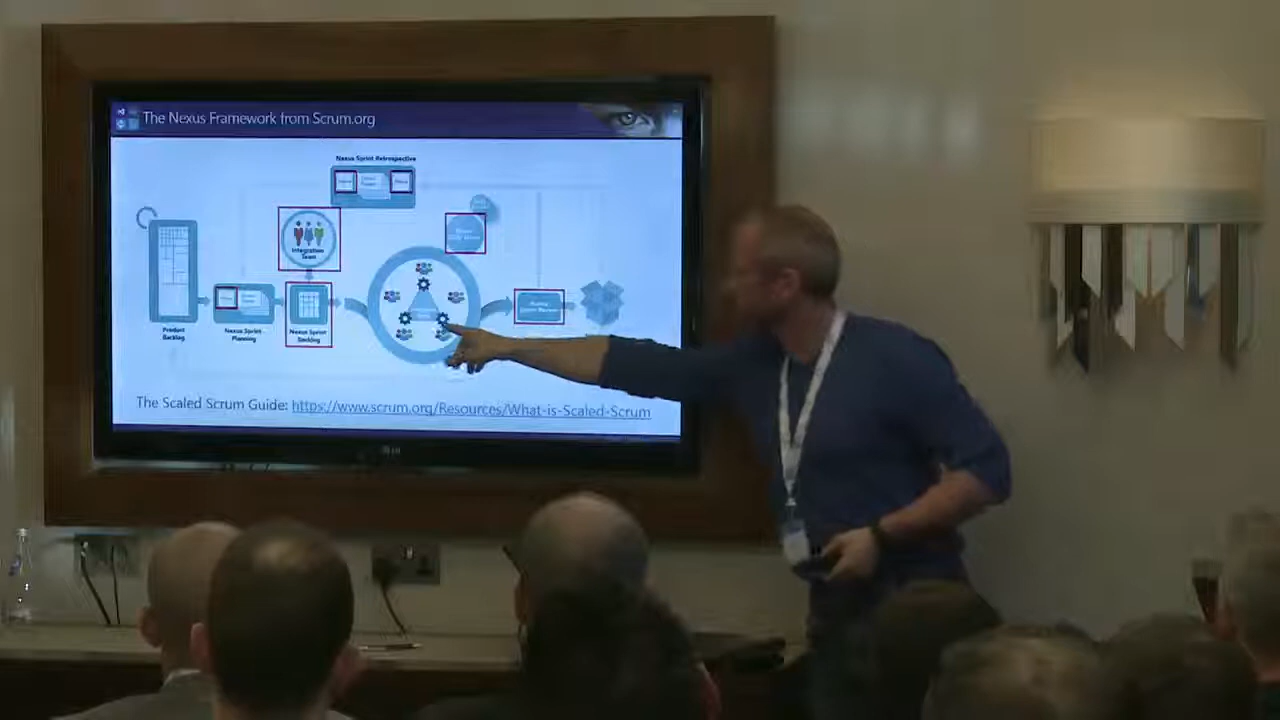 The Nexus Framework from Scrum.org
Nexus Sprint Retrospective
Integration
Team
Product
Backlog
Nexus Sprint
Planning
Nexus Sprint
Backlog
The Scaled Scrum Guide: https://www.scrum.org/Resources/What-is-Scaled-Scrum
LG